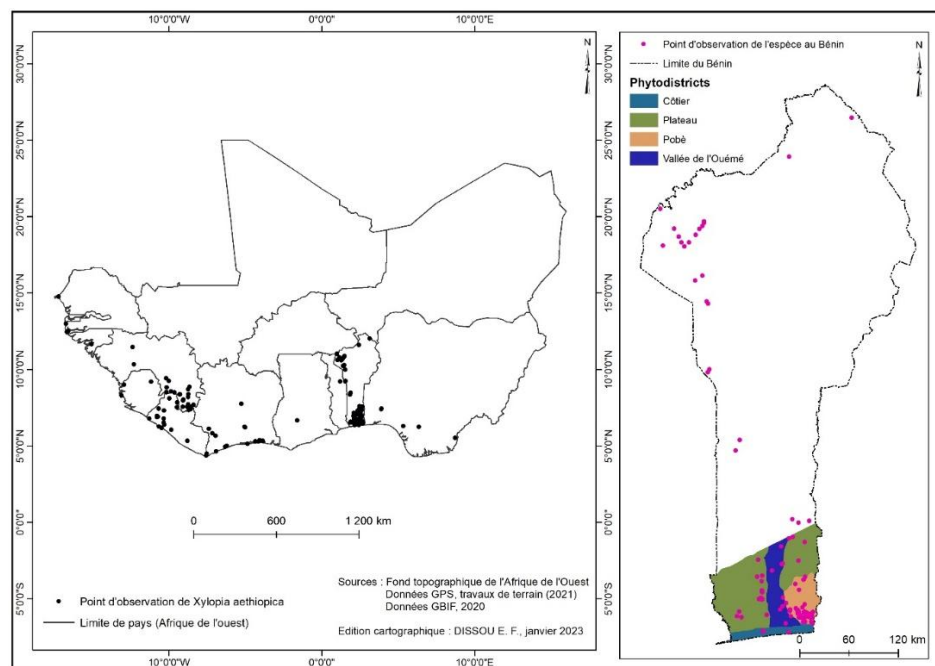 10°0'0"W
0°0'0"
10°0'0"E
N
30°0'0"N
25°0'0"N
20°0'0"N
15°0'0"N
10°0'0"N
5°0'0"N
0°0'0"
5°0'0"S
30°0'0"N
25°0'0"N
20°0'0"N
15°0'0"N
10°0'0"N
5°0'0"N
0°0'0"
5°0'0"S
0
600
1200 km
Sources : Fond topographique de l'Afrique de l'Ouest
Données GPS, travaux de terrain (2021)
Données GBIF, 2020
Point d'observation de Xylopia aethiopica
Limite de pays (Afrique de l'ouest)
Edition cartographique : DISSOU E. F., janvier 2023
10°0'0"W
0°0'0"
10°0'0"E
Point d'observation de l'espèce au Bénin
Limite du Bénin
N
Phytodistricts
Côtier
Plateau
Pobè
Vallée de l'Ouémé
0
60
120 km